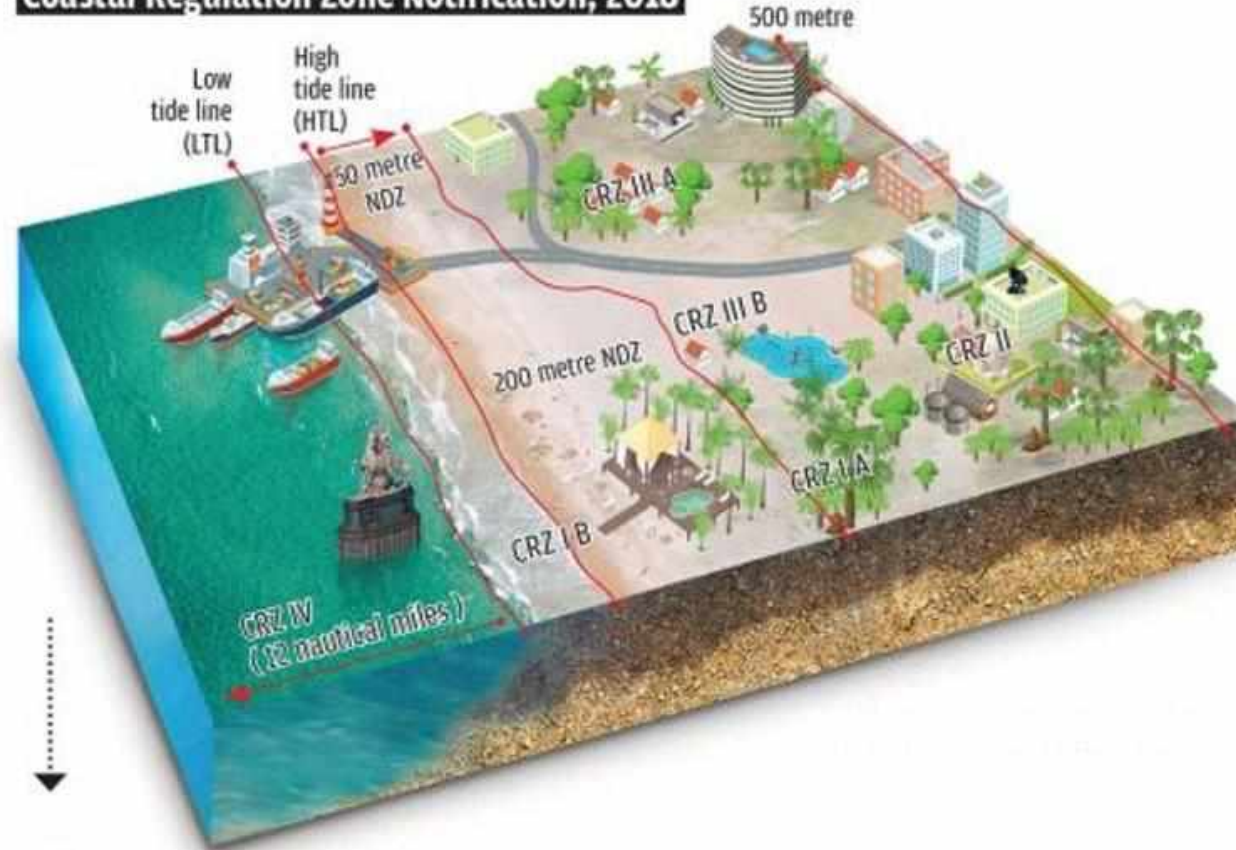 Coastal Regulation Zone Notification, 2018
500 metre
Low
tide line
(LTL)
High
tide line
(HTL)
50 metre
NDZ
CRZ III A
CRZ III B
200 metre NDZ
CRZ II
CRZ I A
CRZ I B
CRZ IV
( 12 nautical miles )